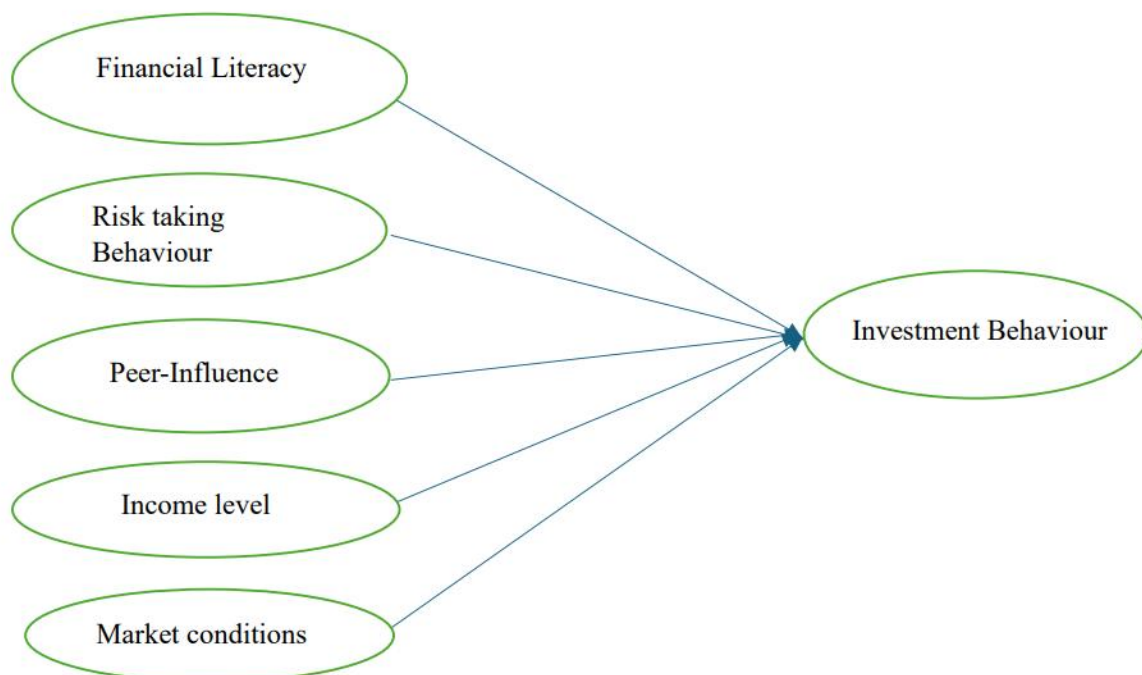 Financial Literacy
Risk taking
Behaviour
Peer-Influence
Income level
Market conditions
Investment Behaviour